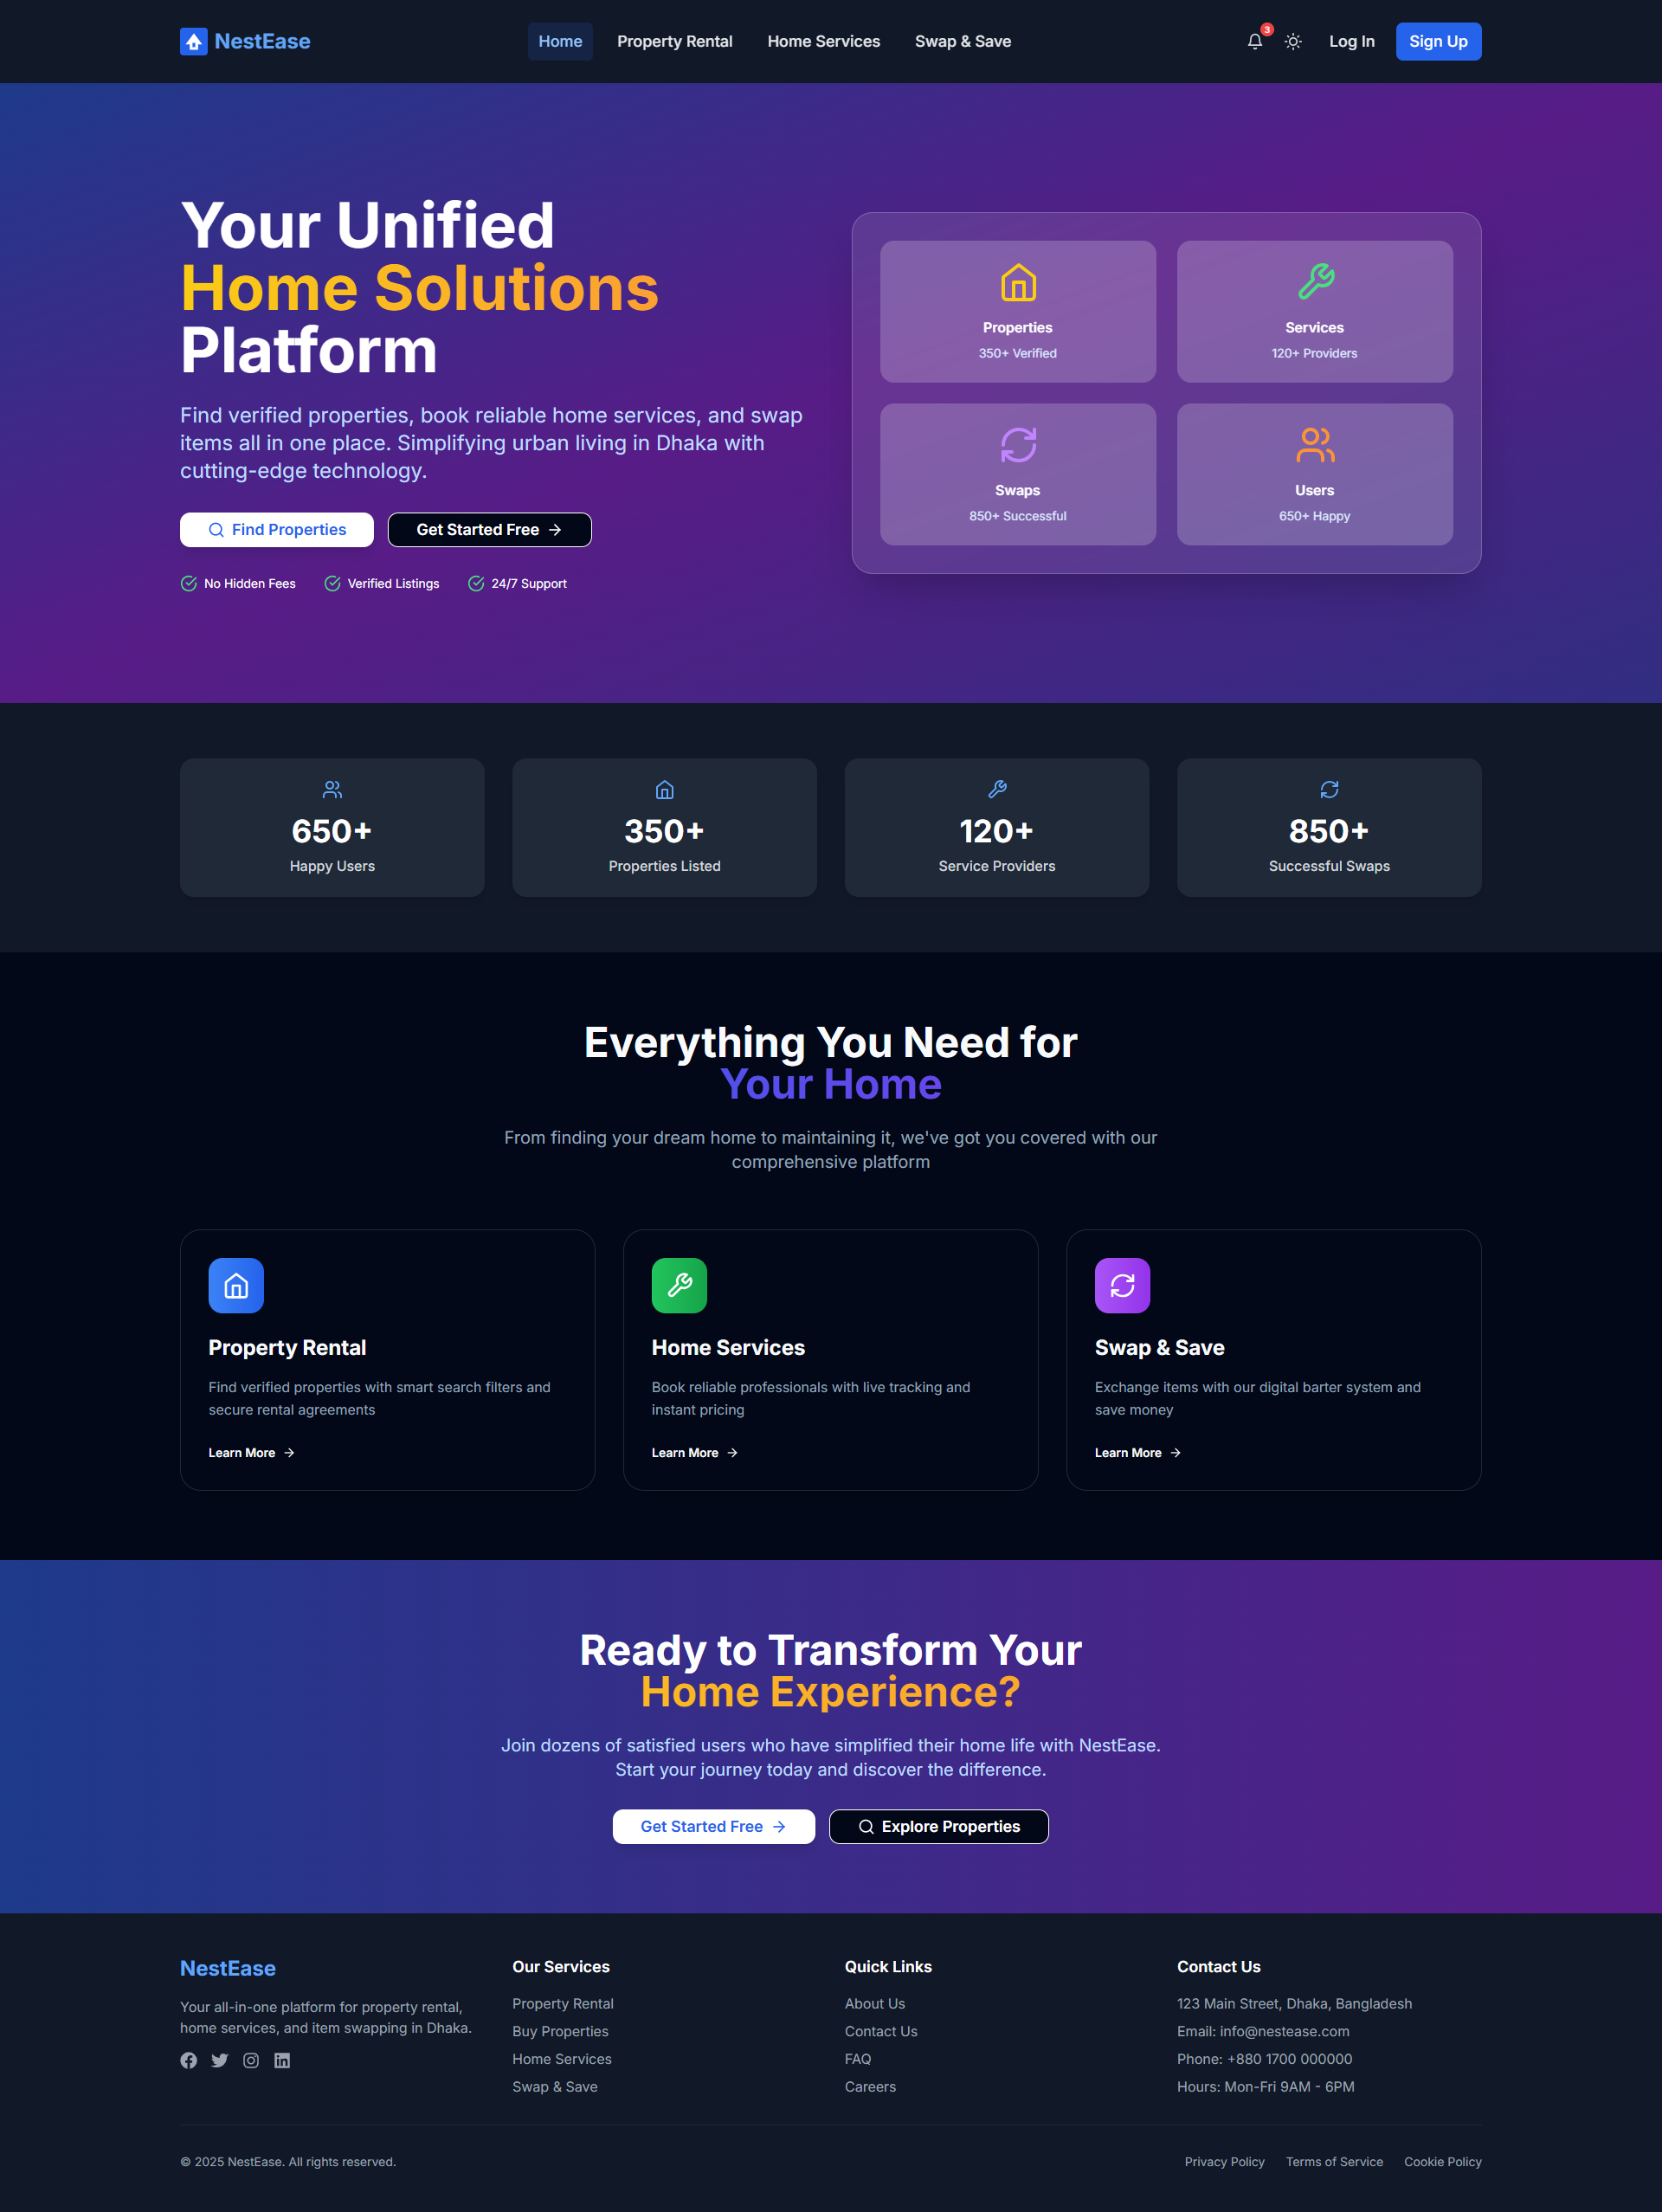 NestEase
Home
Property Rental
Home Services
Swap & Save
3
Log In
Sign Up
Your Unified
Home Solutions
Platform
Find verified properties, book reliable home services, and swap
items all in one place. Simplifying urban living in Dhaka with
cutting-edge technology.
Find Properties
Get Started Free
No Hidden Fees
Verified Listings
24/7 Support
Properties
350+ Verified
Services
120+ Providers
Swaps
850+ Successful
Users
650+ Happy
650+
Happy Users
350+
Properties Listed
120+
Service Providers
850+
Successful Swaps
Everything You Need for
Your Home
From finding your dream home to maintaining it, we've got you covered with our
comprehensive platform
Property Rental
Find verified properties with smart search filters and
secure rental agreements
Learn More
Home Services
Book reliable professionals with live tracking and
instant pricing
Learn More
Swap & Save
Exchange items with our digital barter system and
save money
Learn More
Ready to Transform Your
Home Experience?
Join dozens of satisfied users who have simplified their home life with NestEase.
Start your journey today and discover the difference.
Get Started Free
Explore Properties
NestEase
Your all-in-one platform for property rental,
home services, and item swapping in Dhaka.
Our Services
Property Rental
Buy Properties
Home Services
Swap & Save
Quick Links
About Us
Contact Us
FAQ
Careers
Contact Us
123 Main Street, Dhaka, Bangladesh
Email: info@nestease.com
Phone: +880 1700 000000
Hours: Mon-Fri 9AM - 6PM
© 2025 NestEase. All rights reserved.
Privacy Policy
Terms of Service
Cookie Policy